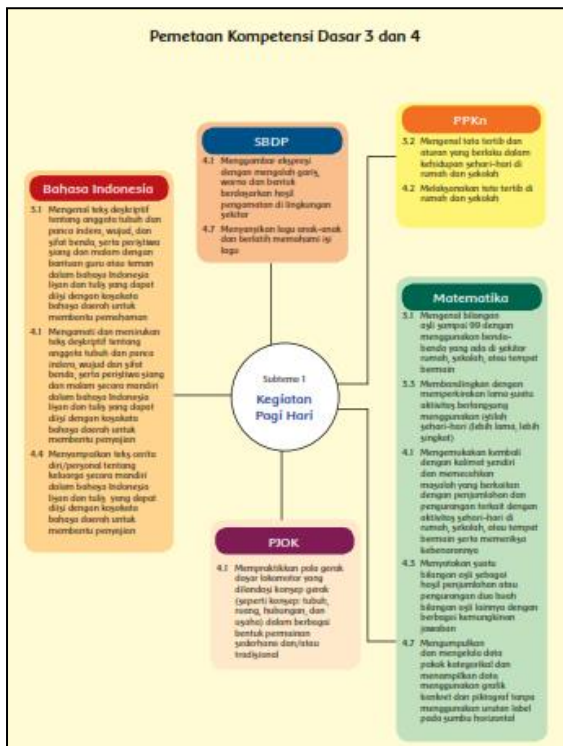 Pemetaan Kompetensi Dasar 3 dan 4
SBDP
4.1 Menggambar ekspresi
dengan mengolah garis,
warna dan bentuk
berdasarkan hasil
pengamatan di lingkungan
sekitar
4.7 Menyanyikan lagu anak-anak
dan berlatih memahami isi
lagu
PPKn
3.2 Mengenal tata tertib dan
aturan yang berlaku dalam
kehidupan sehari-hari di
rumah dan sekolah
4.2 Melaksanakan tata tertib di
rumah dan sekolah
Bahasa Indonesia
3.1 Mengenal teks deskriptif
tentang anggota tubuh dan
panca indera, wujud, dan
sifat benda, serta peristiwa
siang dan malam dengan
bantuan guru atau teman
dalam bahasa Indonesia
lisan dan tulis yang dapat
diisi dengan kosakata
bahasa daerah untuk
membantu pemahaman
4.1 Mengamati dan menirukan
teks deskriptif tentang
anggota tubuh dan panca
indera, wujud dan sifat
benda, serta peristiwa siang
dan malam secara mandiri
dalam bahasa Indonesia
lisan dan tulis yang dapat
diisi dengan kosakata
bahasa daerah untuk
membantu penyajian
4.4 Menyampaikan teks cerita
diri/personal tentang
keluarga secara mandiri
dalam bahasa Indonesia
lisan dan tulis yang dapat
diisi dengan kosakata
bahasa daerah untuk
membantu penyajian
Subtema 1
Kegiatan
Pagi Hari
Matematika
3.1 Mengenal bilangan
asli sampai 99 dengan
menggunakan benda-
benda yang ada di sekitar
rumah, sekolah, atau tempat
bermain
3.3 Membandingkan dengan
memperkirakan lama suatu
aktivitas berlangsung
menggunakan istilah
sehari-hari (lebih lama, lebih
singkat)
4.1 Mengemukakan kembali
dengan kalimat sendiri
dan memecahkan
masalah yang berkaitan
dengan penjumlahan dan
pengurangan terkait dengan
aktivitas sehari-hari di
rumah, sekolah, atau tempat
bermain serta memeriksa
kebenarannya
4.3 Menyatakan suatu
bilangan asli sebagai
hasil penjumlahan atau
pengurangan dua buah
bilangan asli lainnya dengan
berbagai kemungkinan
jawaban
4.7 Mengumpulkan
dan mengelola data
pokok kategorikal dan
menampilkan data
menggunakan grafik
konkret dan piktograf tanpa
menggunakan urutan label
pada sumbu horizontal
PJOK
4.1 Mempraktikkan pola gerak
dasar lokomotor yang
dilandasi konsep gerak
(seperti konsep: tubuh,
ruang, hubungan, dan
usaha) dalam berbagai
bentuk permainan
sederhana dan/atau
tradisional